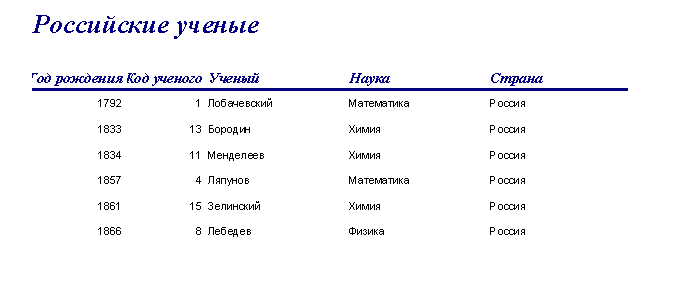 Российские ученые
Год рождения Код ученого Ученый Наука Страна
1792 1 Лобачевский Математика Россия
1833 13 Бородин Химия Россия
1834 11 Менделеев Химия Россия
1857 4 Ляпунов Математика Россия
1861 15 Зелинский Химия Россия
1866 8 Лебедев Физика Россия